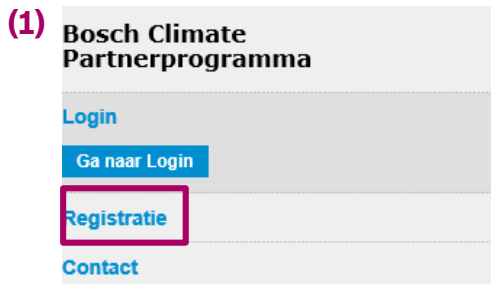 (1)
Bosch Climate
Partnerprogramma
Login
Ga naar Login
Registratie
Contact